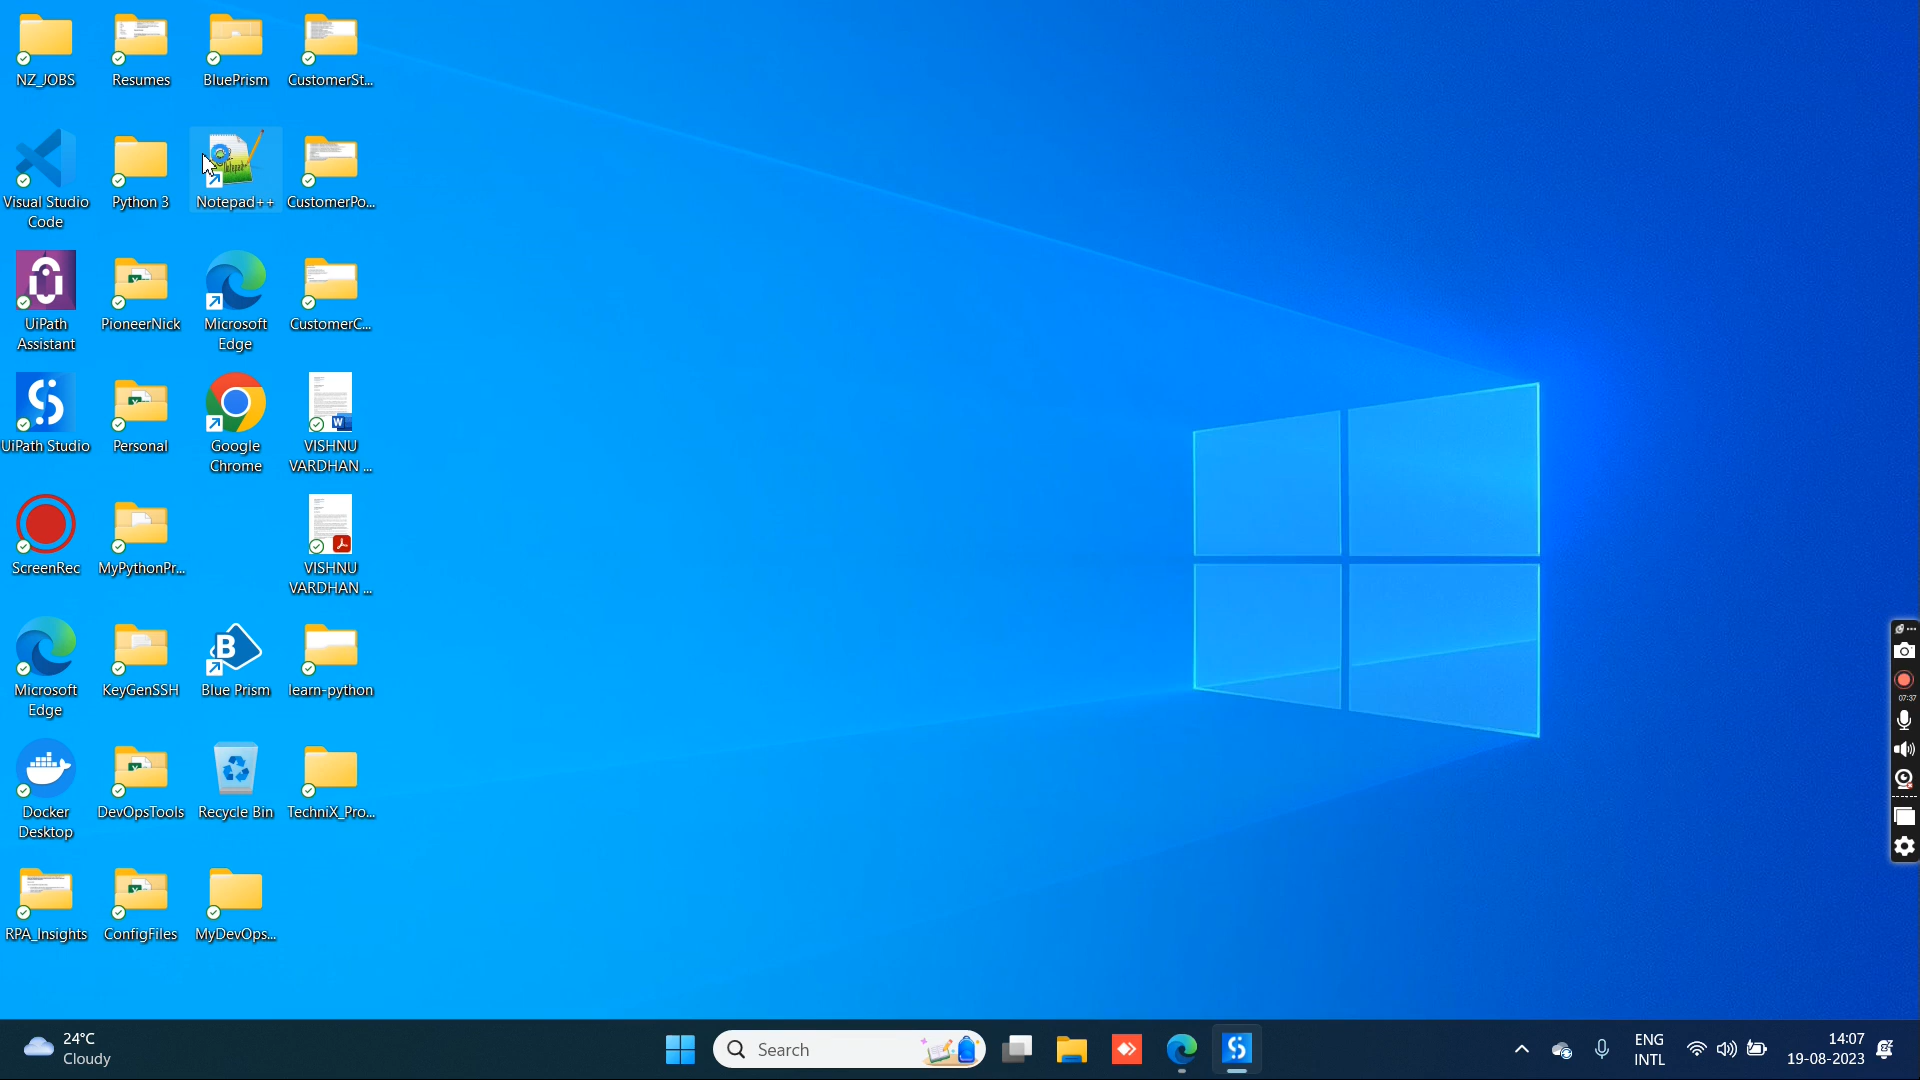 NZ_JOBS
Resumes
BluePrism
CustomerSt...
Visual Studio
Code
Python 3
Notepad++
CustomerPo...
UiPath
Assistant
PioneerNick
Microsoft
Edge
CustomerC...
UiPath Studio
Personal
Google
Chrome
VISHNU
VARDHAN ...
ScreenRec
MyPythonPr...
VISHNU
VARDHAN ...
Microsoft
Edge
KeyGenSSH
Blue Prism
learn-python
Docker
Desktop
DevOpsTools
Recycle Bin
TechniX_Pro...
RPA_Insights
ConfigFiles
MyDevOps...
07:37
24°C
Cloudy
Search
ENG
INTL
14:07
19-08-2023